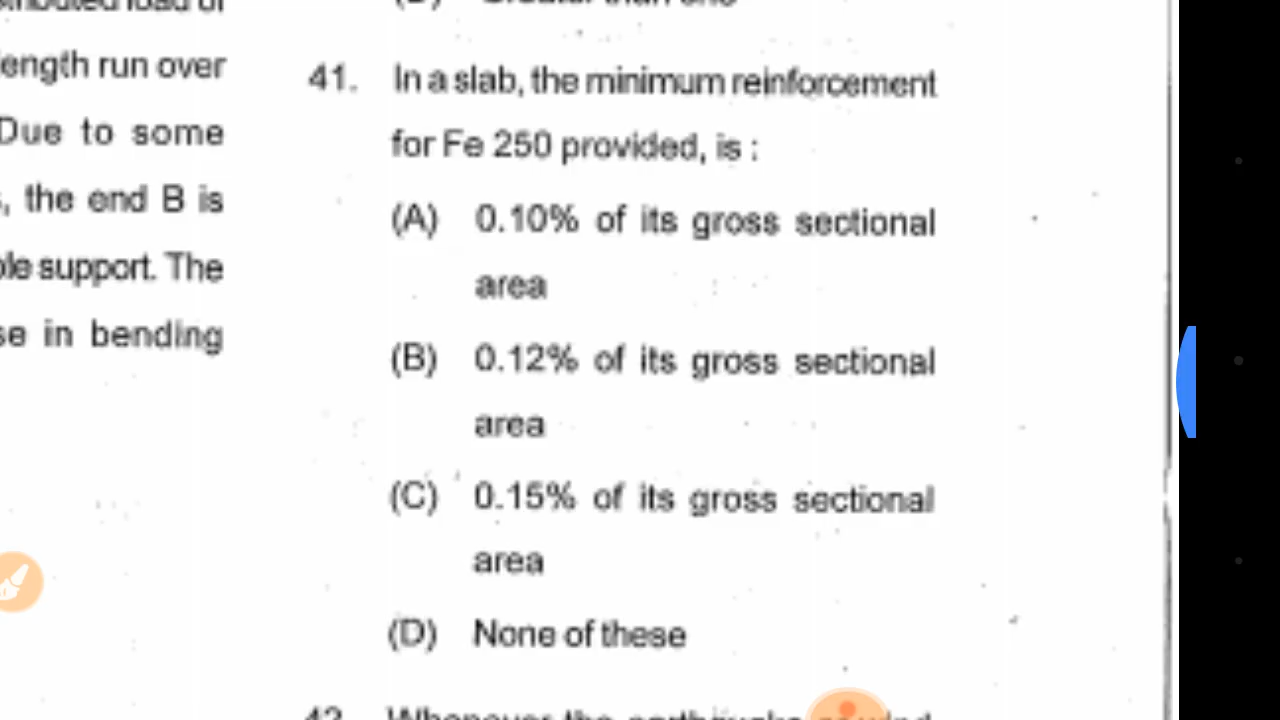 length run over
Due to some
, the end B is
ple support. The
se in bending
41. In a slab, the minimum reinforcement
for Fe 250 provided, is :
(A) 0.10% of its gross sectional
area
(B) 0.12% of its gross sectional
area
(C) 0.15% of its gross sectional
area
(D) None of these